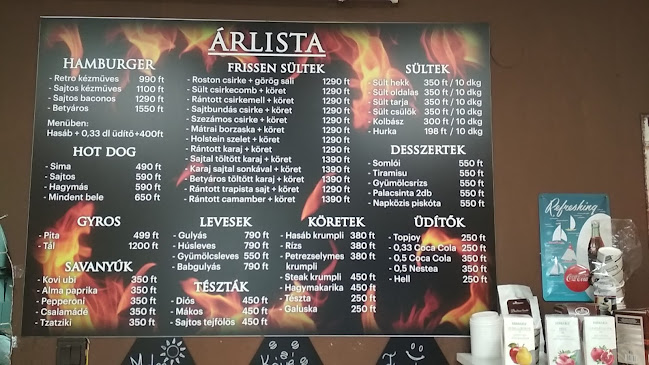 ÁRLISTA
HAMBURGER
- Retro kézműves 990 ft
- Sajtos kézműves 1100 ft
- Sajtos baconos 1290 ft
- Betyáros 1550 ft
Menüben:
Hasáb + 0,33 dl üdítő +400ft
HOT DOG
- Sima 490 ft
- Sajtos 590 ft
- Hagymás 590 ft
- Mindent bele 650 ft
GYROS
- Pita 499 ft
- Tál 1200 ft
SAVANYÚK
- Kovi ubi 350 ft
- Alma paprika 350 ft
- Pepperoni 350 ft
- Csalamádé 350 ft
- Tzatziki 350 ft
FRISSEN SÜLTEK
- Roston csirke + görög sali 1290 ft
- Sült csirkecomb + köret 1290 ft
- Rántott csirkemell + köret 1290 ft
- Sajtbundás csirke + köret 1290 ft
- Szezámos csirke + köret 1290 ft
- Mátrai borzaska + köret 1290 ft
- Holstein szelet + köret 1290 ft
- Rántott karaj + köret 1290 ft
- Sajtal töltött karaj + köret 1390 ft
- Karaj sajtal sonkával + köret 1390 ft
- Betyáros töltött karaj + köret 1390 ft
- Rántott trapista sajt + köret 1290 ft
- Rántott camamber + köret 1390 ft
LEVESEK
- Gulyás 790 ft
- Húsleves 790 ft
- Gyümölcsleves 550 ft
- Babgulyás 790 ft
TÉSZTÁK
- Diós 450 ft
- Mákos 450 ft
- Sajtos tejfölös 450 ft
KÖRETEK
- Hasáb krumpli 380 ft
- Rízs 380 ft
- Petrezselymes 380 ft
krumpli
- Steak krumpli 450 ft
- Hagymakarika 450 ft
- Tészta 250 ft
- Galuska 250 ft
SÜLTEK
- Sült hekk 350 ft / 10 dkg
- Sült oldalas 350 ft / 10 dkg
- Sült tarja 350 ft / 10 dkg
- Sült csülök 350 ft / 10 dkg
- Kolbász 300 ft / 10 dkg
- Hurka 198 ft / 10 dkg
DESSZERTEK
- Somlói 550 ft
- Tiramisu 550 ft
- Gyümölcsrízs 550 ft
- Palacsinta 2db 550 ft
- Napközis piskóta 550 ft
ÜDÍTŐK
- Topjoy 250 ft
- 0,33 Coca Cola 250 ft
- 0,5 Coca Cola 350 ft
- 0,5 Nestea 350 ft
- Hell 250 ft
Refreshing
Coca-Cola